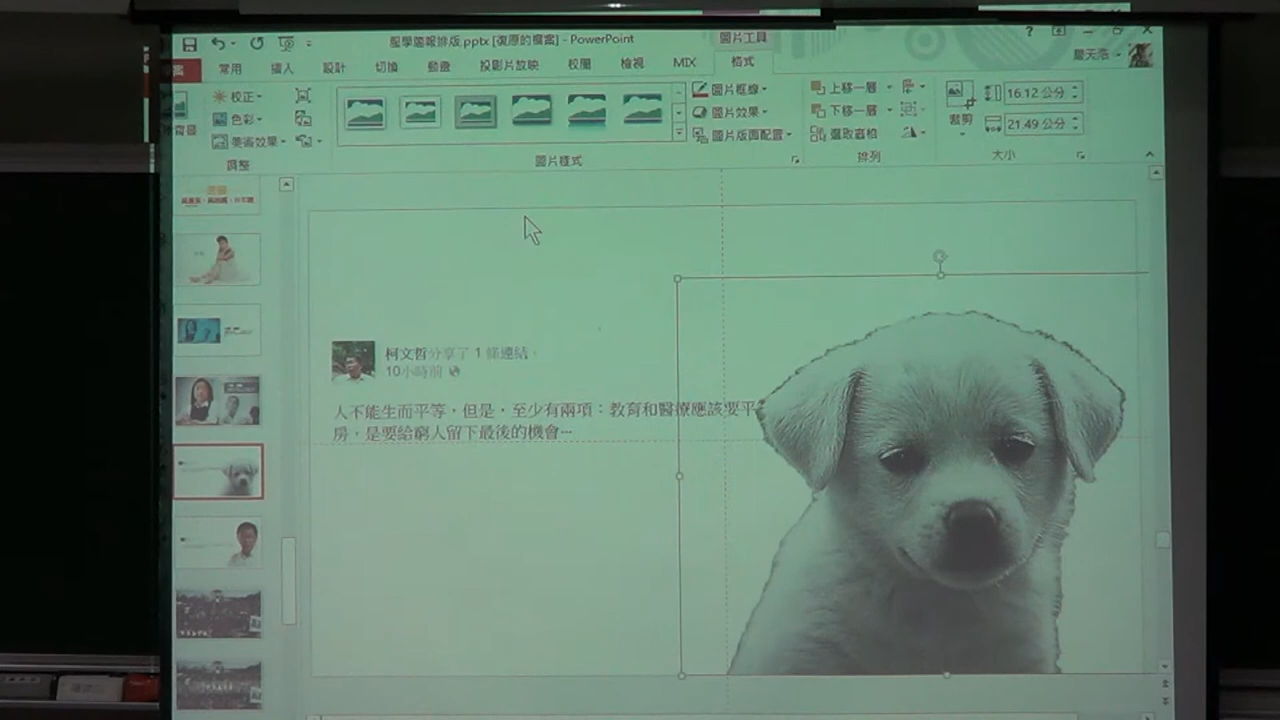 服學簡報排版.pptx [復原的檔案] - PowerPoint
圖片工具
常用 插入 設計 切換 動畫 投影片放映 校閱 檢視 MIX 格式
校正
色彩
美術效果
調整
圖片樣式
圖片框線
圖片效果
圖片版面配置
上移一層
下移一層
選取窗格
排列
裁剪
16.12 公分
21.49 公分
大小
柯文哲分享了 1 條連結。
10小時前
人不能生而平等，但是，至少有兩項：教育和醫療應該要平
房，是要給窮人留下最後的機會…